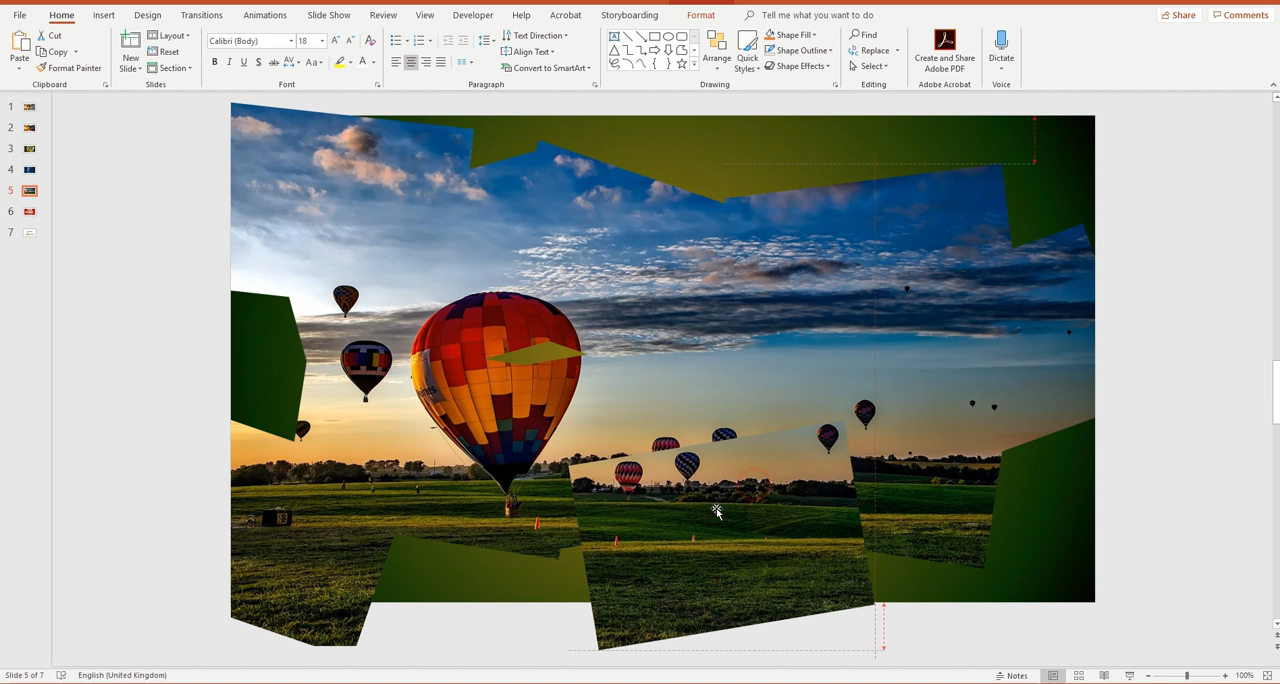 File Home Insert Design Transitions Animations Slide Show Review View Developer Help Acrobat Storyboarding Format Tell me what you want to do Share Comments
Cut Layout Calibri (Body) 18 Text Direction Shape Fill Find
Paste Copy New Slide Reset Align Text Arrange Quick Styles Shape Outline Replace Create and Share Adobe PDF Dictate
Format Painter Section Convert to SmartArt Shape Effects Select
Clipboard Slides Font Paragraph Drawing Editing Adobe Acrobat Voice
1
2
3
4
5
6
7
Slide 5 of 7 English (United Kingdom) Notes 100%